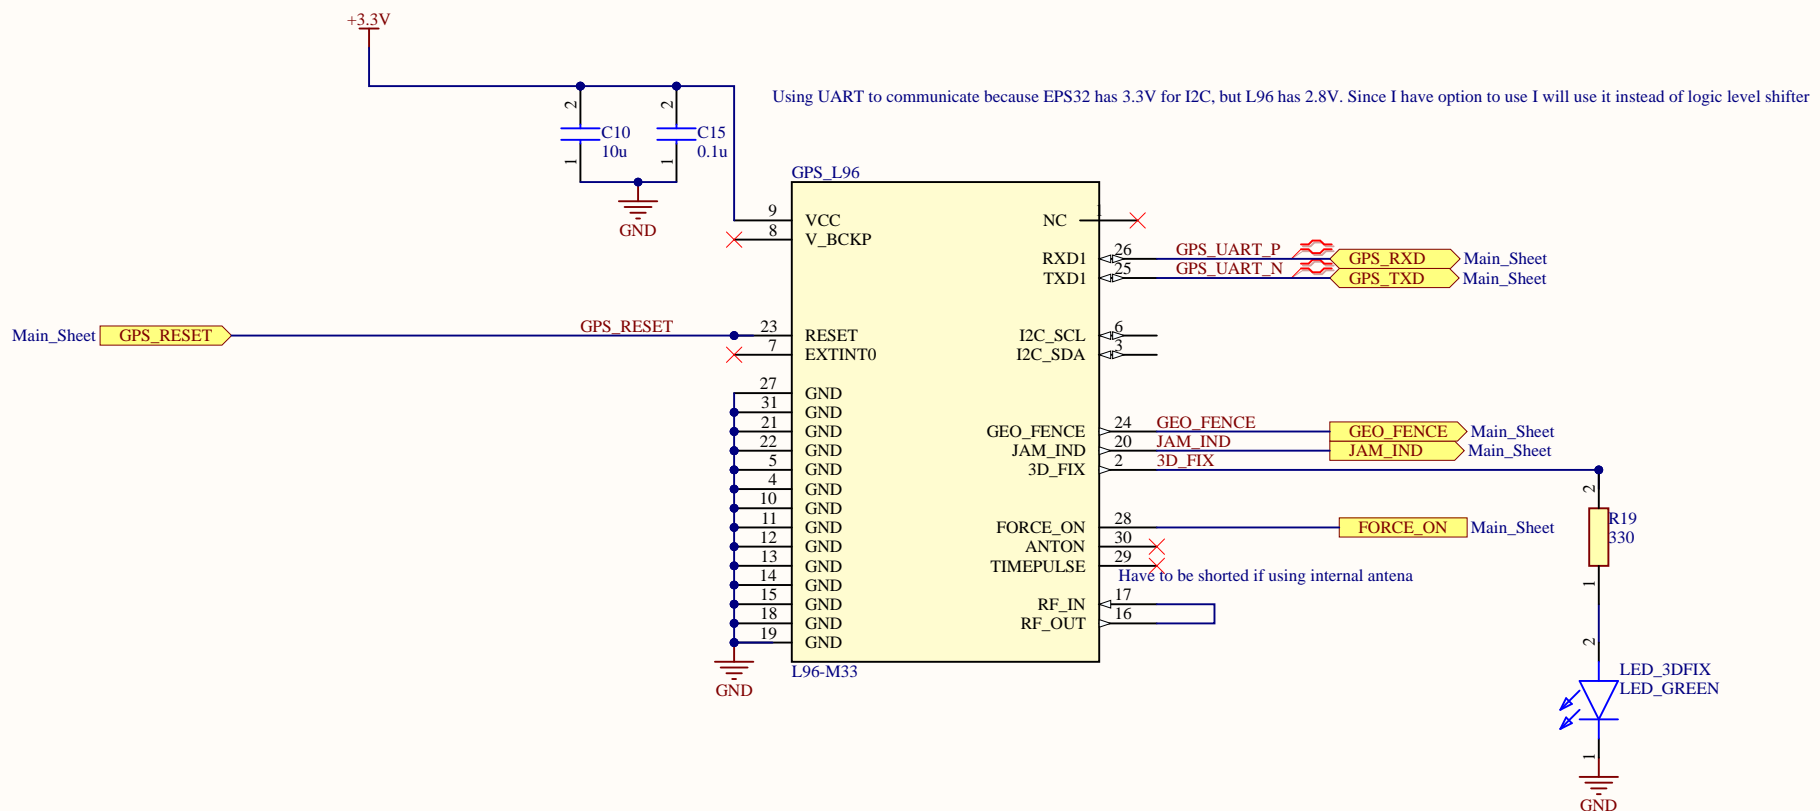 +3.3V
Using UART to communicate because EPS32 has 3.3V for I2C, but L96 has 2.8V. Since I have option to use I will use it instead of logic level shifter
2
2
C10
10u
C15
0.1u
1
1
GND
GPS_L96
9
VCC
8
V_BCKP
NC
1
RXD1
26
GPS_UART_P
GPS_RXD
Main_Sheet
TXD1
25
GPS_UART_N
GPS_TXD
Main_Sheet
Main_Sheet
GPS_RESET
GPS_RESET
23
RESET
7
EXTINT0
I2C_SCL
6
I2C_SDA
3
27
GND
31
GND
21
GND
22
GND
5
GND
4
GND
10
GND
11
GND
12
GND
13
GND
14
GND
15
GND
18
GND
19
GND
GND
GEO_FENCE
24
GEO_FENCE
GEO_FENCE
Main_Sheet
JAM_IND
20
JAM_IND
JAM_IND
Main_Sheet
3D_FIX
2
3D_FIX
FORCE_ON
28
FORCE_ON
Main_Sheet
ANTON
30
TIMEPULSE
29
Have to be shorted if using internal antena
RF_IN
17
RF_OUT
16
L96-M33
2
R19
330
1
2
LED_3DFIX
LED_GREEN
1
GND